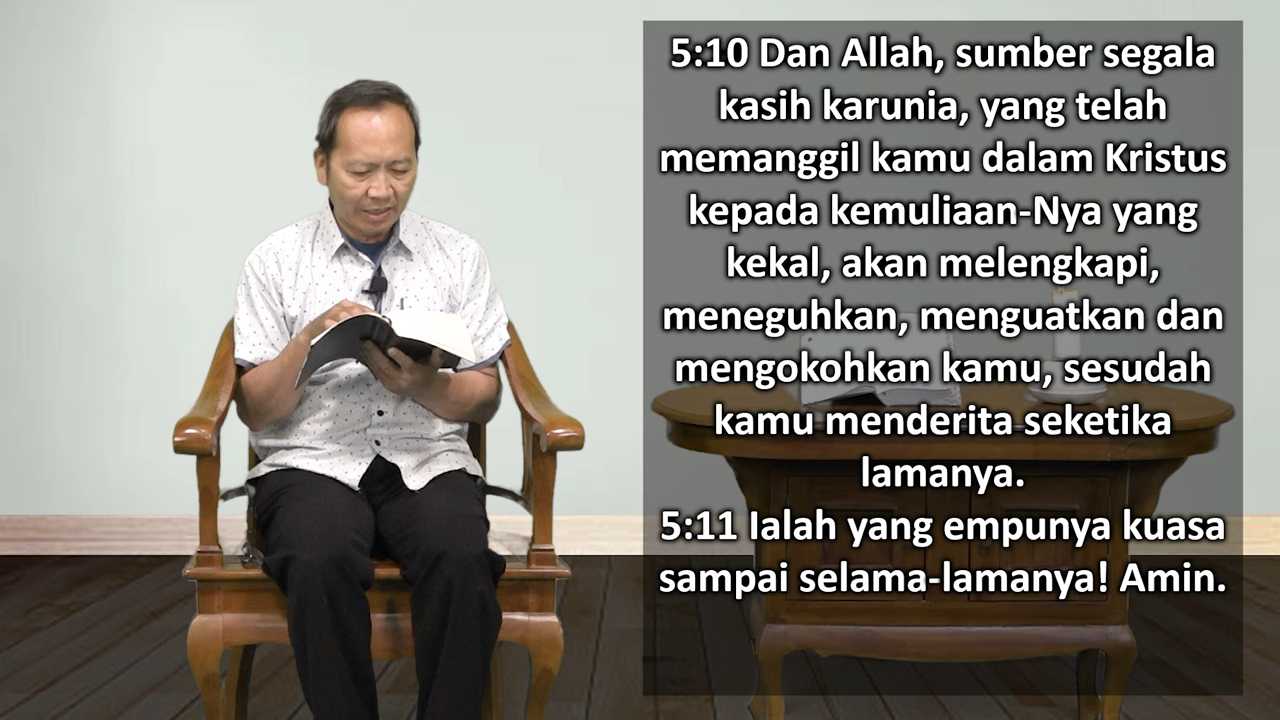 5:10 Dan Allah, sumber segala
kasih karunia, yang telah
memanggil kamu dalam Kristus
kepada kemuliaan-Nya yang
kekal, akan melengkapi,
meneguhkan, menguatkan dan
mengokohkan kamu, sesudah
kamu menderita seketika
lamanya.
5:11 Ialah yang empunya kuasa
sampai selama-lamanya! Amin.